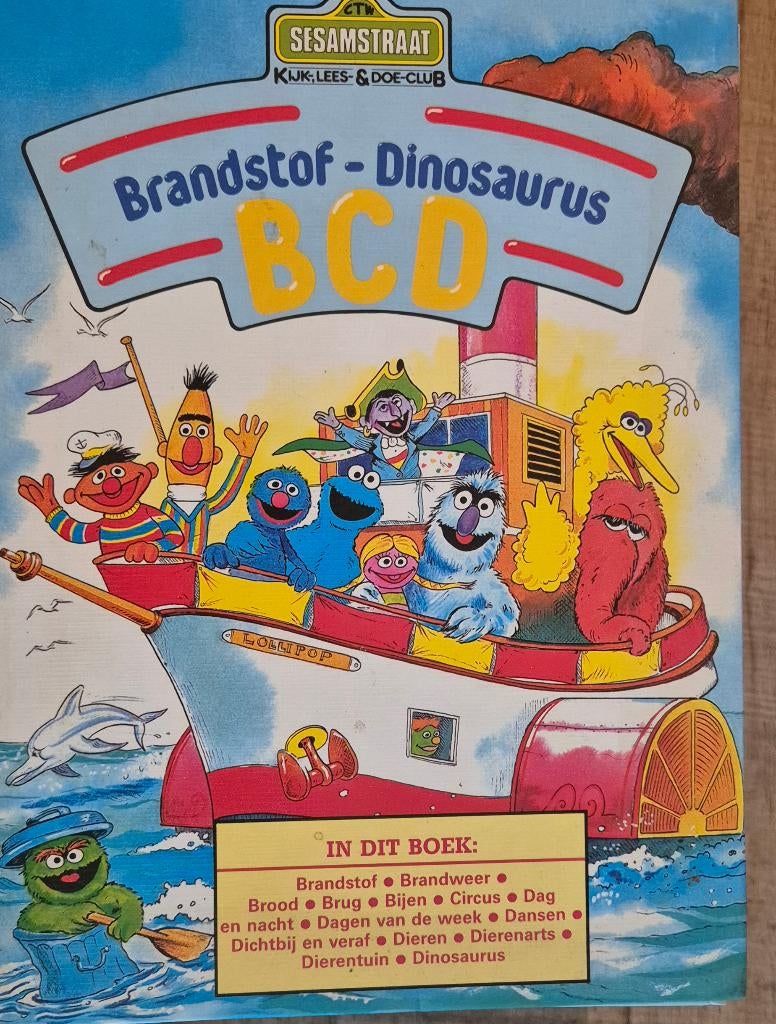 CTW
SESAMSTRAAT
KIJK-, LEES- & DOE-CLUB
Brandstof - Dinosaurus
BCD
LOLLIPOP
IN DIT BOEK:
Brandstof ● Brandweer ●
Brood ● Brug ● Bijen ● Circus ● Dag
en nacht ● Dagen van de week ● Dansen ●
Dichtbij en veraf ● Dieren ● Dierenarts ●
Dierentuin ● Dinosaurus